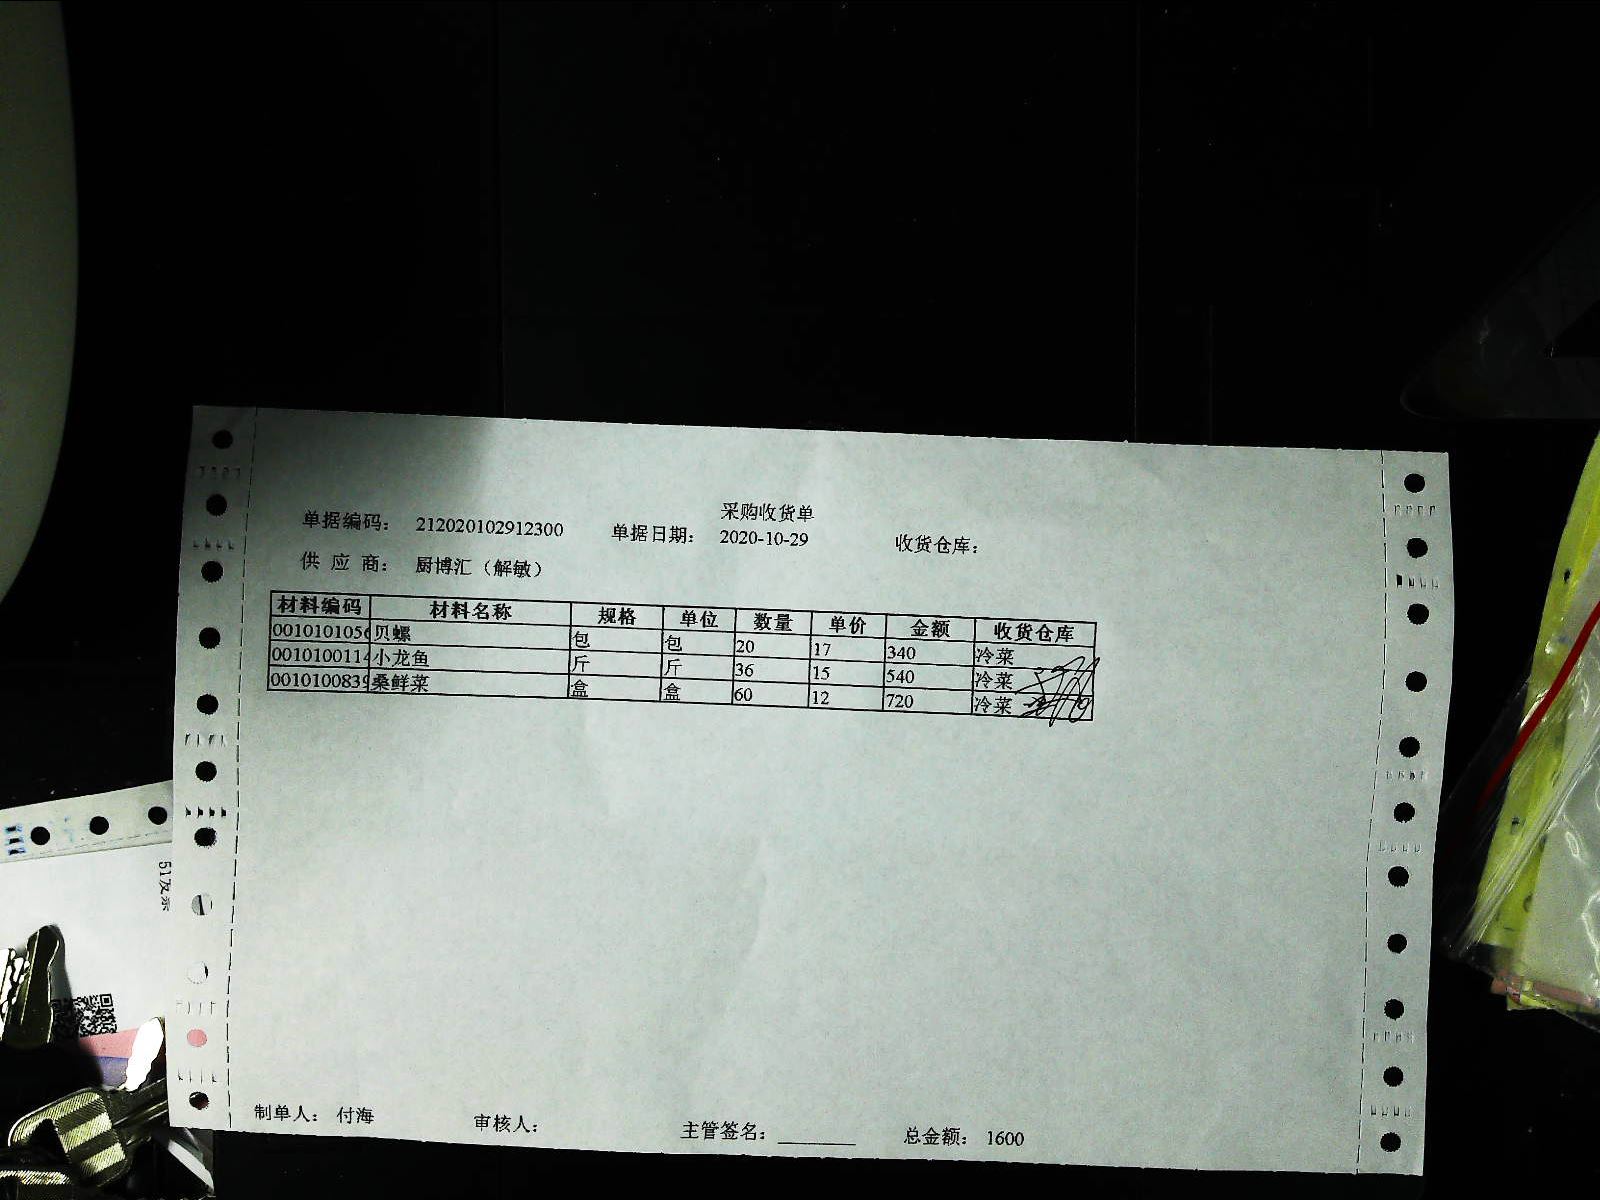 采购收货单
单据编码: 212020102912300 单据日期: 2020-10-29 收货仓库:
供 应 商: 厨博汇（解敏）
材料编码 材料名称 规格 单位 数量 单价 金额 收货仓库
001010105 贝螺 包 包 20 17 340 冷菜
001010011 小龙鱼 斤 斤 36 15 540 冷菜
001010083 桑鲜菜 盒 盒 60 12 720 冷菜
制单人: 付海 审核人: 主管签名: 总金额: 1600